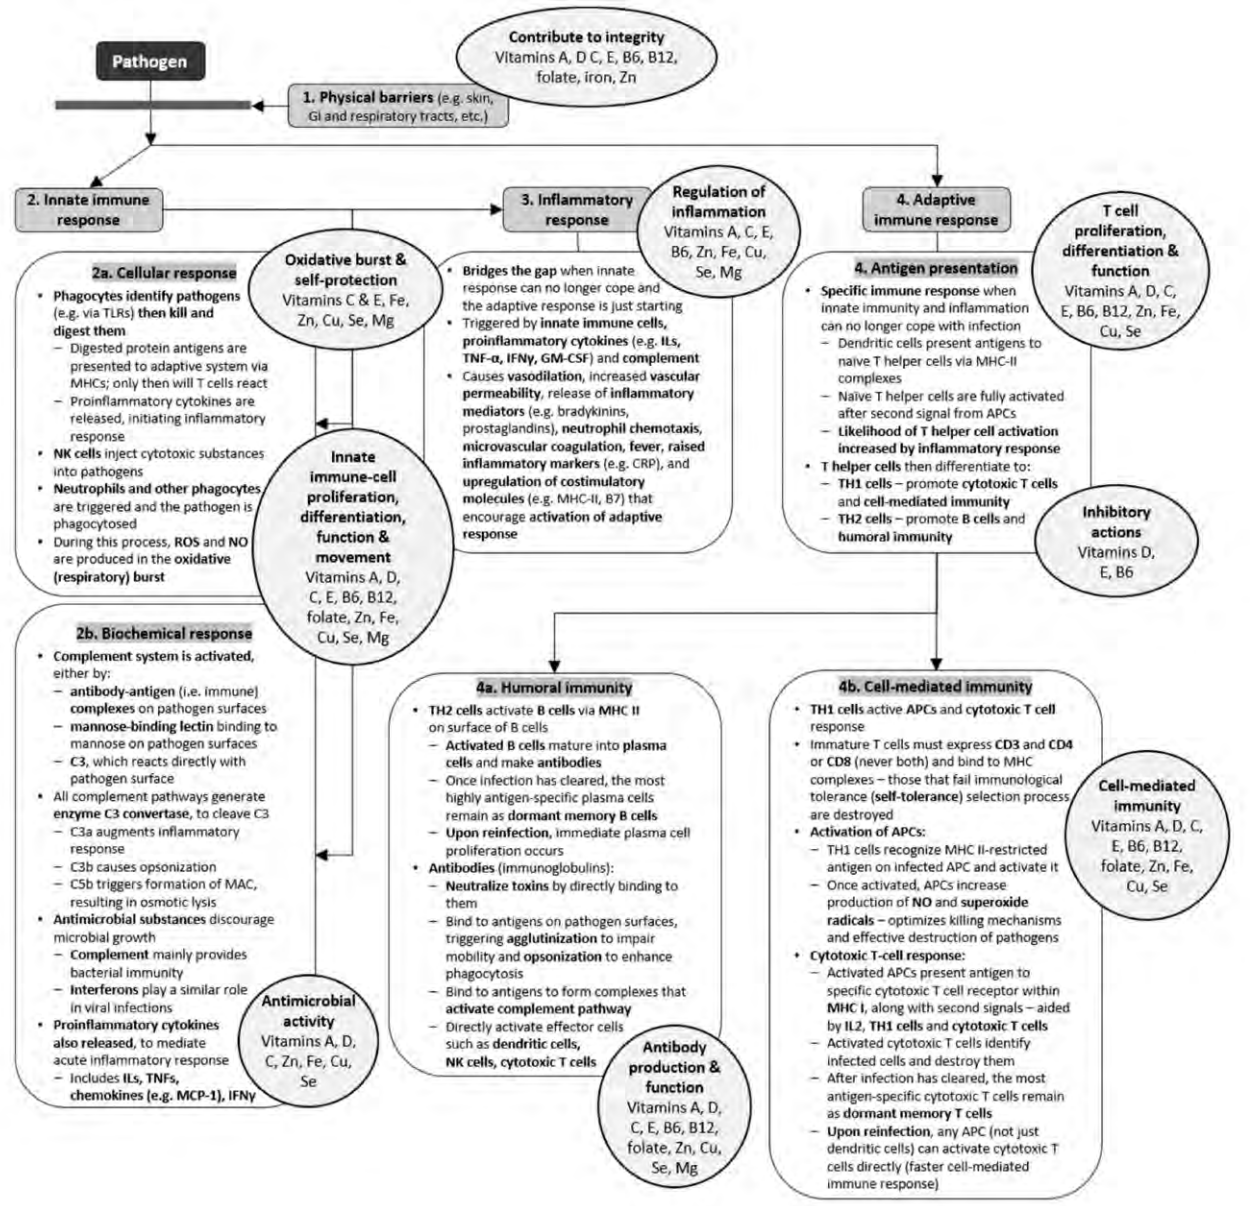 Contribute to integrity
Vitamins A, D C, E, B6, B12,
folate, iron, Zn
Pathogen
1. Physical barriers (e.g. skin,
GI and respiratory tracts, etc.)
2. Innate immune
response
3. Inflammatory
response
Regulation of
inflammation
Vitamins A, C, E,
B6, Zn, Fe, Cu,
Se, Mg
4. Adaptive
immune response
T cell
proliferation,
differentiation &
function
Vitamins A, D, C,
E, B6, B12, Zn, Fe,
Cu, Se
2a. Cellular response
• Phagocytes identify pathogens
(e.g. via TLRs) then kill and
digest them
– Digested protein antigens are
presented to adaptive system via
MHCs; only then will T cells react
– Proinflammatory cytokines are
released, initiating inflammatory
response
• NK cells inject cytotoxic substances
into pathogens
• Neutrophils and other phagocytes
are triggered and the pathogen is
phagocytosed
• During this process, ROS and NO
are produced in the oxidative
(respiratory) burst
Oxidative burst &
self-protection
Vitamins C & E, Fe,
Zn, Cu, Se, Mg
Innate
immune-cell
proliferation,
differentiation,
function &
movement
Vitamins A, D,
C, E, B6, B12,
folate, Zn, Fe,
Cu, Se, Mg
• Bridges the gap when innate
response can no longer cope and
the adaptive response is just starting
• Triggered by innate immune cells,
proinflammatory cytokines (e.g. ILs,
TNF-α, IFNγ, GM-CSF) and complement
• Causes vasodilation, increased vascular
permeability, release of inflammatory
mediators (e.g. bradykinins,
prostaglandins), neutrophil chemotaxis,
microvascular coagulation, fever, raised
inflammatory markers (e.g. CRP), and
upregulation of costimulatory
molecules (e.g. MHC-II, B7) that
encourage activation of adaptive
response
4. Antigen presentation
• Specific immune response when
innate immunity and inflammation
can no longer cope with infection
– Dendritic cells present antigens to
naïve T helper cells via MHC-II
complexes
– Naïve T helper cells are fully activated
after second signal from APCs
– Likelihood of T helper cell activation
increased by inflammatory response
• T helper cells then differentiate to:
– TH1 cells – promote cytotoxic T cells
and cell-mediated immunity
– TH2 cells – promote B cells and
humoral immunity
Inhibitory
actions
Vitamins D,
E, B6
2b. Biochemical response
• Complement system is activated,
either by:
– antibody-antigen (i.e. immune)
complexes on pathogen surfaces
– mannose-binding lectin binding to
mannose on pathogen surfaces
– C3, which reacts directly with
pathogen surface
• All complement pathways generate
enzyme C3 convertase, to cleave C3
– C3a augments inflammatory
response
– C3b causes opsonization
– C5b triggers formation of MAC,
resulting in osmotic lysis
• Antimicrobial substances discourage
microbial growth
– Complement mainly provides
bacterial immunity
– Interferons play a similar role
in viral infections
• Proinflammatory cytokines
also released, to mediate
acute inflammatory response
– Includes ILs, TNFs,
chemokines (e.g. MCP-1), IFNγ
Antimicrobial
activity
Vitamins A, D,
C, Zn, Fe, Cu,
Se
4a. Humoral immunity
• TH2 cells activate B cells via MHC II
on surface of B cells
– Activated B cells mature into plasma
cells and make antibodies
– Once infection has cleared, the most
highly antigen-specific plasma cells
remain as dormant memory B cells
– Upon reinfection, immediate plasma cell
proliferation occurs
• Antibodies (immunoglobulins):
– Neutralize toxins by directly binding to
them
– Bind to antigens on pathogen surfaces,
triggering agglutinization to impair
mobility and opsonization to enhance
phagocytosis
– Bind to antigens to form complexes that
activate complement pathway
– Directly activate effector cells
such as dendritic cells,
NK cells, cytotoxic T cells
Antibody
production &
function
Vitamins A, D,
C, E, B6, B12,
folate, Zn, Cu,
Se, Mg
4b. Cell-mediated immunity
• TH1 cells active APCs and cytotoxic T cell
response
• Immature T cells must express CD3 and CD4
or CD8 (never both) and bind to MHC
complexes – those that fail immunological
tolerance (self-tolerance) selection process
are destroyed
• Activation of APCs:
– TH1 cells recognize MHC II-restricted
antigen on infected APC and activate it
– Once activated, APCs increase
production of NO and superoxide
radicals – optimizes killing mechanisms
and effective destruction of pathogens
• Cytotoxic T-cell response:
– Activated APCs present antigen to
specific cytotoxic T cell receptor within
MHC I, along with second signals – aided
by IL2, TH1 cells and cytotoxic T cells
– Activated cytotoxic T cells identify
infected cells and destroy them
– After infection has cleared, the most
antigen-specific cytotoxic T cells remain
as dormant memory T cells
– Upon reinfection, any APC (not just
dendritic cells) can activate cytotoxic T
cells directly (faster cell-mediated
immune response)
Cell-mediated
immunity
Vitamins A, D, C,
E, B6, B12,
folate, Zn, Fe,
Cu, Se